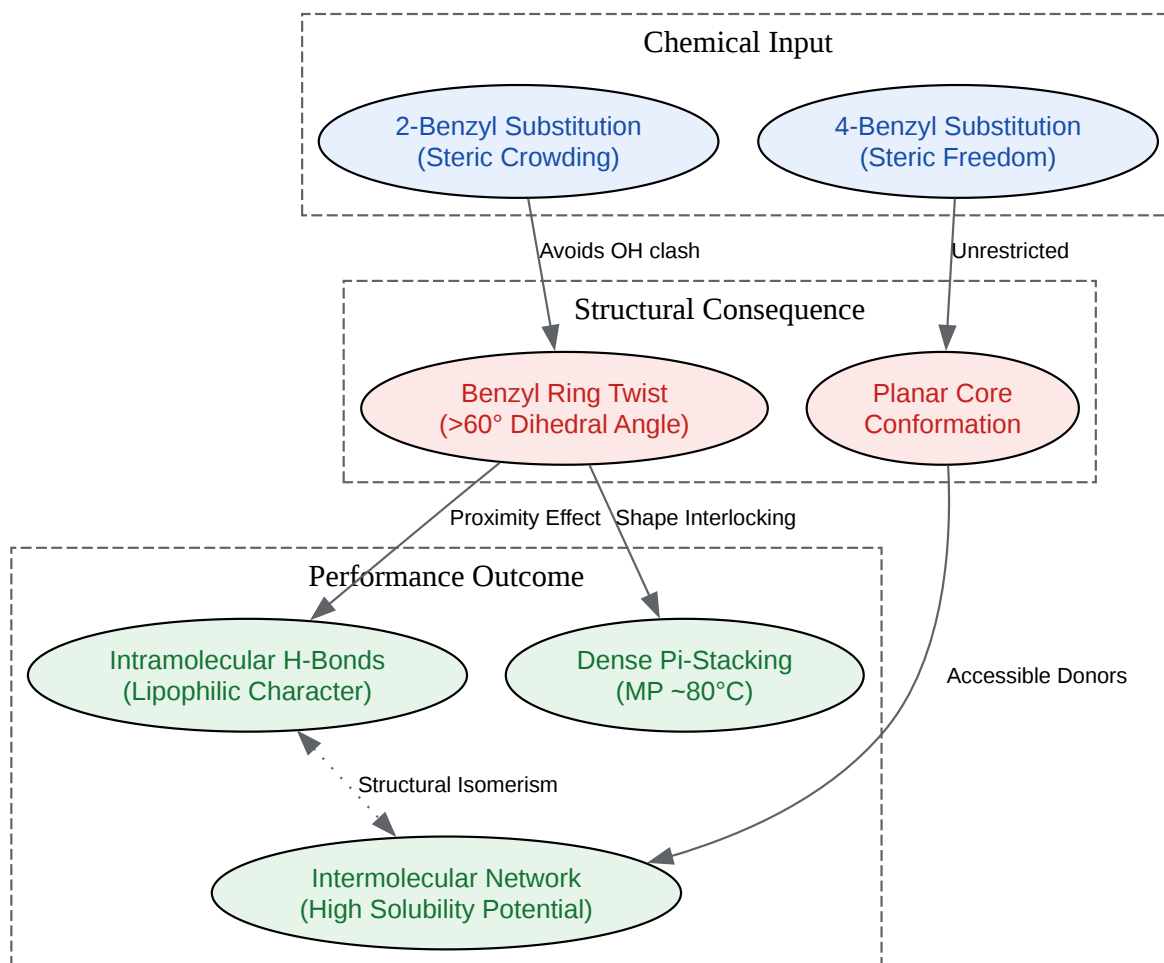 Chemical Input
2-Benzyl Substitution
(Steric Crowding)
4-Benzyl Substitution
(Steric Freedom)
Avoids OH clash
Unrestricted
Structural Consequence
Benzyl Ring Twist
(>60° Dihedral Angle)
Planar Core
Conformation
Proximity Effect
Shape Interlocking
Performance Outcome
Intramolecular H-Bonds
(Lipophilic Character)
Dense Pi-Stacking
(MP ~80°C)
Accessible Donors
Structural Isomerism
Intermolecular Network
(High Solubility Potential)